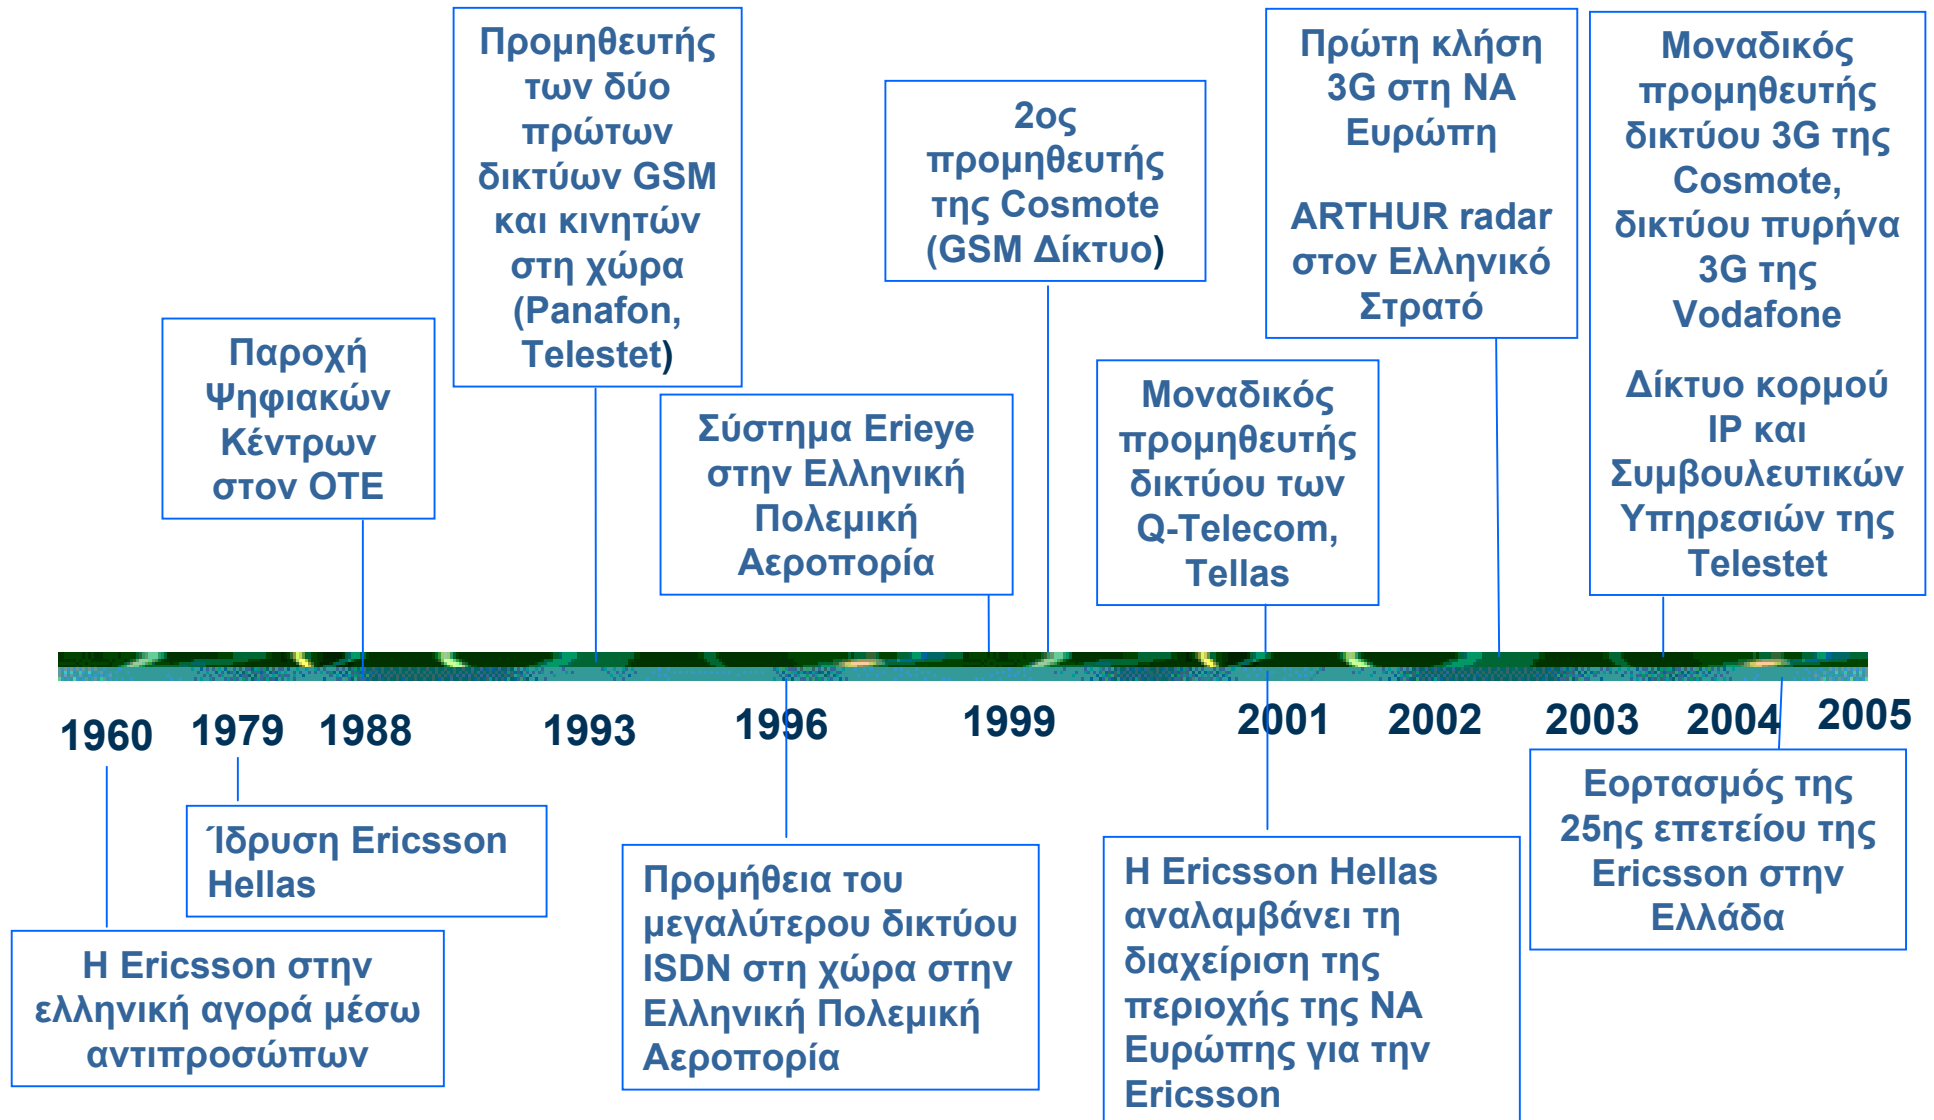 Προμηθευτής
των δύο
πρώτων
δικτύων GSM
και κινητών
στη χώρα
(Panafon,
Telestet)
Πρώτη κλήση
3G στη ΝΑ
Ευρώπη
ARTHUR radar
στον Ελληνικό
Στρατό
Μοναδικός
προμηθευτής
δικτύου 3G της
Cosmote,
δικτύου πυρήνα
3G της
Vodafone
Δίκτυο κορμού
IP και
Συμβουλευτικών
Υπηρεσιών της
Telestet
2ος
προμηθευτής
της Cosmote
(GSM Δίκτυο)
Παροχή
Ψηφιακών
Κέντρων
στον ΟΤΕ
Σύστημα Erieye
στην Ελληνική
Πολεμική
Αεροπορία
Μοναδικός
προμηθευτής
δικτύου των
Q-Telecom,
Tellas
1960 1979 1988 1993 1996 1999 2001 2002 2003 2004 2005
Ίδρυση Ericsson
Hellas
Η Ericsson στην
ελληνική αγορά μέσω
αντιπροσώπων
Προμήθεια του
μεγαλύτερου δικτύου
ISDN στη χώρα στην
Ελληνική Πολεμική
Αεροπορία
Η Ericsson Hellas
αναλαμβάνει τη
διαχείριση της
περιοχής της ΝΑ
Ευρώπης για την
Ericsson
Εορτασμός της
25ης επετείου της
Ericsson στην
Ελλάδα